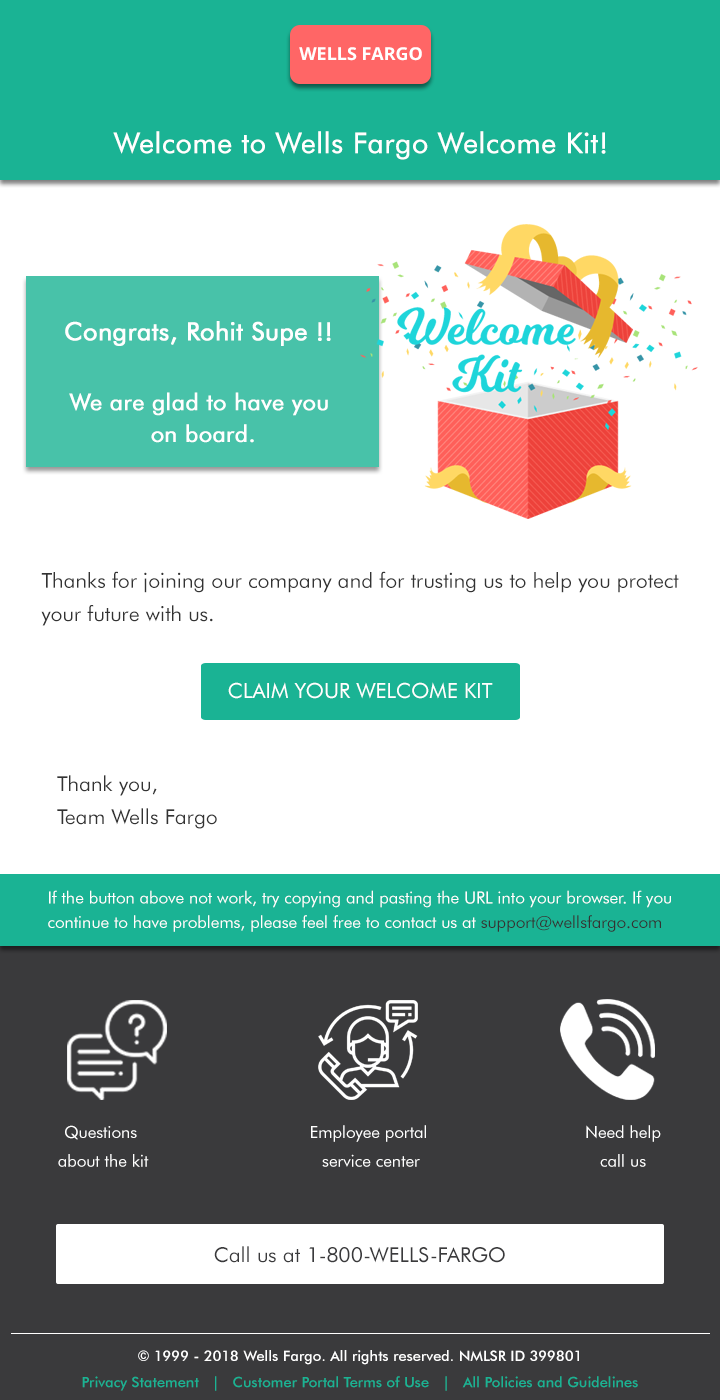 WELLS FARGO
Welcome to Wells Fargo Welcome Kit!
Congrats, Rohit Supe !!
We are glad to have you
on board.
Welcome
Kit
Thanks for joining our company and for trusting us to help you protect
your future with us.
CLAIM YOUR WELCOME KIT
Thank you,
Team Wells Fargo
If the button above not work, try copying and pasting the URL into your browser. If you
continue to have problems, please feel free to contact us at support@wellsfargo.com
?
Questions
about the kit
Employee portal
service center
Need help
call us
Call us at 1-800-WELLS-FARGO
© 1999 - 2018 Wells Fargo. All rights reserved. NMLSR ID 399801
Privacy Statement | Customer Portal Terms of Use | All Policies and Guidelines